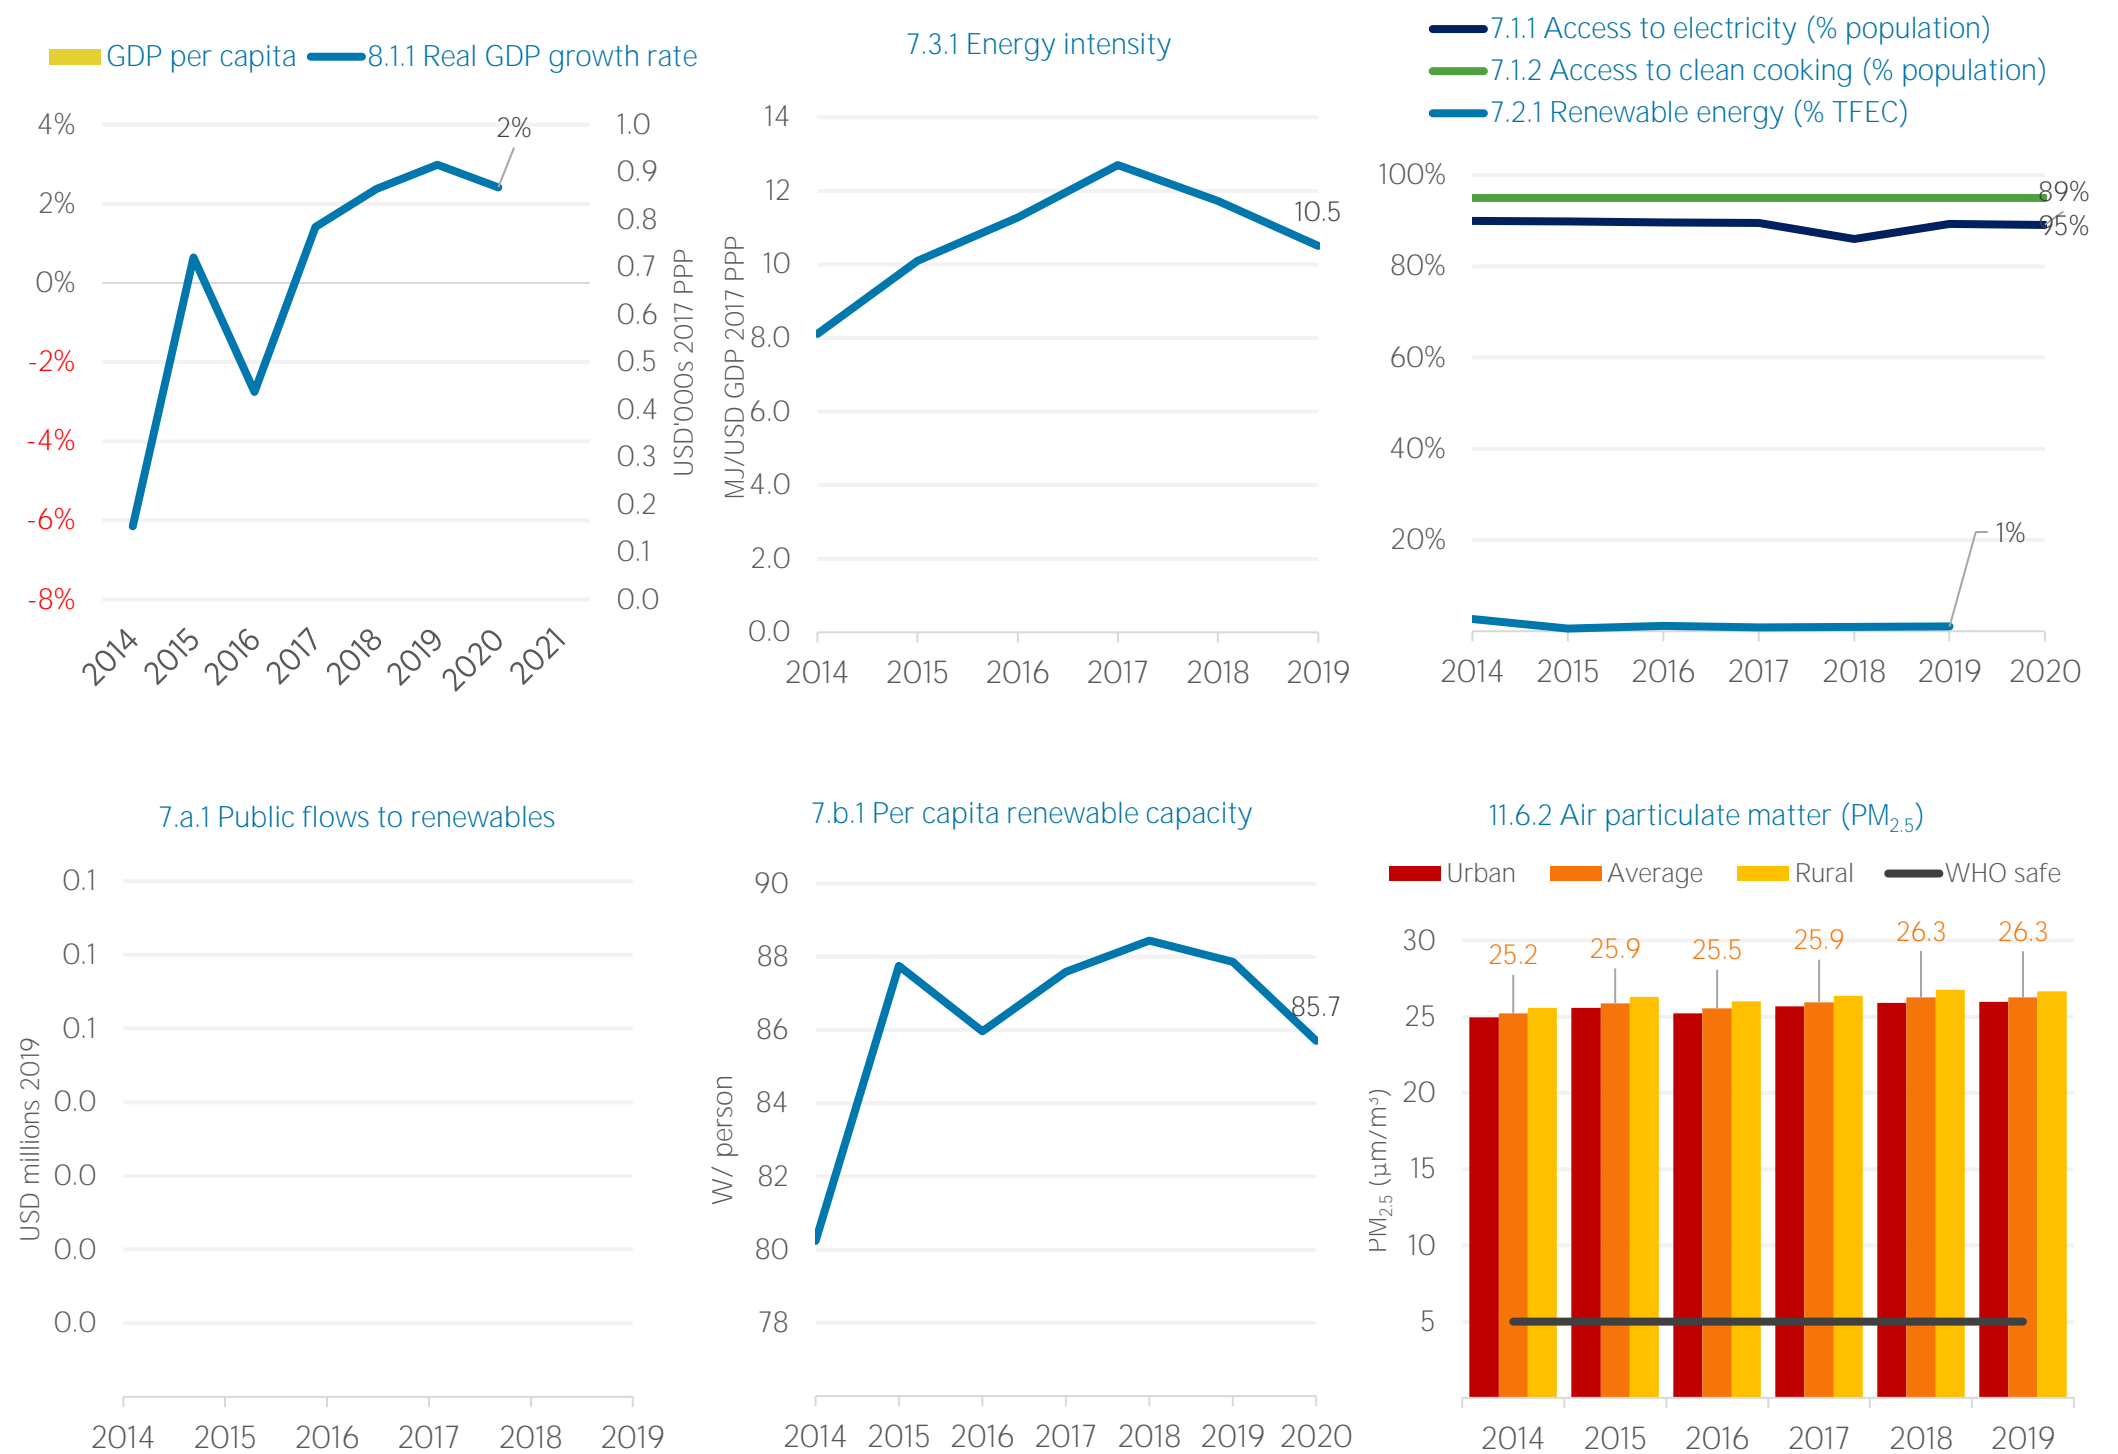 GDP per capita 8.1.1 Real GDP growth rate
4%
2%
0%
-2%
-4%
-6%
-8%
2%
1.0
0.9
0.8
0.7
0.6
0.5
0.4
0.3
0.2
0.1
0.0
USD'000s 2017 PPP
2014 2015 2016 2017 2018 2019 2020 2021
7.3.1 Energy intensity
MJ/USD GDP 2017 PPP
14
12
10
8.0
6.0
4.0
2.0
0.0
10.5
2014 2015 2016 2017 2018 2019
7.1.1 Access to electricity (% population)
7.1.2 Access to clean cooking (% population)
7.2.1 Renewable energy (% TFEC)
100%
80%
60%
40%
20%
89%
95%
1%
2014 2015 2016 2017 2018 2019 2020
7.a.1 Public flows to renewables
USD millions 2019
0.1
0.1
0.1
0.0
0.0
0.0
0.0
2014 2015 2016 2017 2018 2019
7.b.1 Per capita renewable capacity
W/ person
90
88
86
84
82
80
78
85.7
2014 2015 2016 2017 2018 2019 2020
11.6.2 Air particulate matter (PM2.5)
Urban Average Rural WHO safe
PM2.5 (µm/m³)
30
25
20
15
10
5
25.2 25.9 25.5 25.9 26.3 26.3
2014 2015 2016 2017 2018 2019